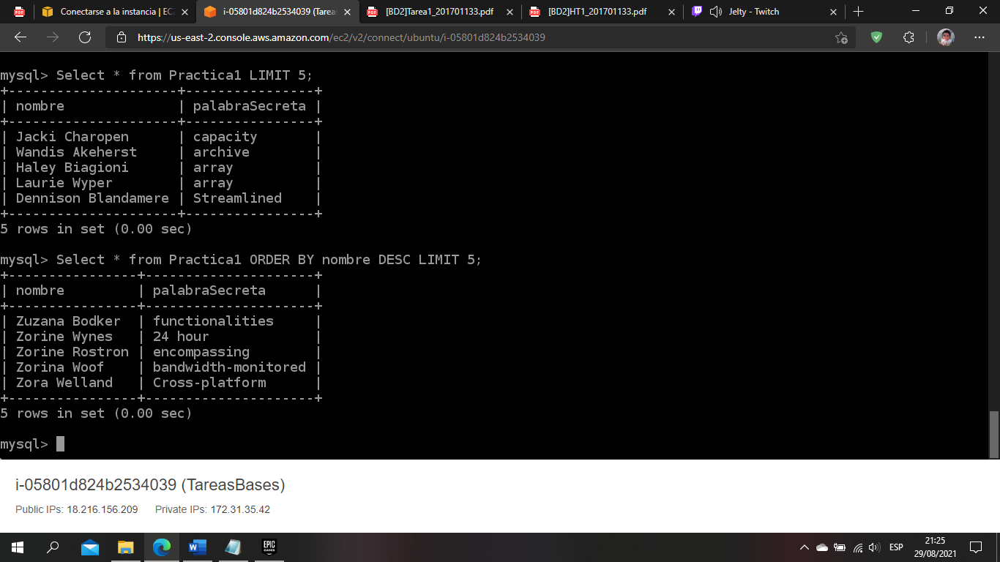 Conectarse a la instancia | EC
i-05801d824b2534039 (Tarea
[BD2]Tarea1_201701133.pdf
[BD2]HT1_201701133.pdf
Jelty - Twitch
https://us-east-2.console.aws.amazon.com/ec2/v2/connect/ubuntu/i-05801d824b2534039
mysql> Select * from Practica1 LIMIT 5;
+---------------------+---------------+
| nombre | palabraSecreta |
+---------------------+---------------+
| Jacki Charopen | capacity |
| Wandis Akeherst | archive |
| Haley Biagioni | array |
| Laurie Wyper | array |
| Dennison Blandamere | Streamlined |
+---------------------+---------------+
5 rows in set (0.00 sec)
mysql> Select * from Practica1 ORDER BY nombre DESC LIMIT 5;
+----------------+---------------------+
| nombre | palabraSecreta |
+----------------+---------------------+
| Zuzana Bodker | functionalities |
| Zorine Wynes | 24 hour |
| Zorine Rostron | encompassing |
| Zorina Woof | bandwidth-monitored |
| Zora Welland | Cross-platform |
+----------------+---------------------+
5 rows in set (0.00 sec)
mysql>
i-05801d824b2534039 (TareasBases)
Public IPs: 18.216.156.209 Private IPs: 172.31.35.42
EPIC GAMES
ESP
21:25
29/08/2021